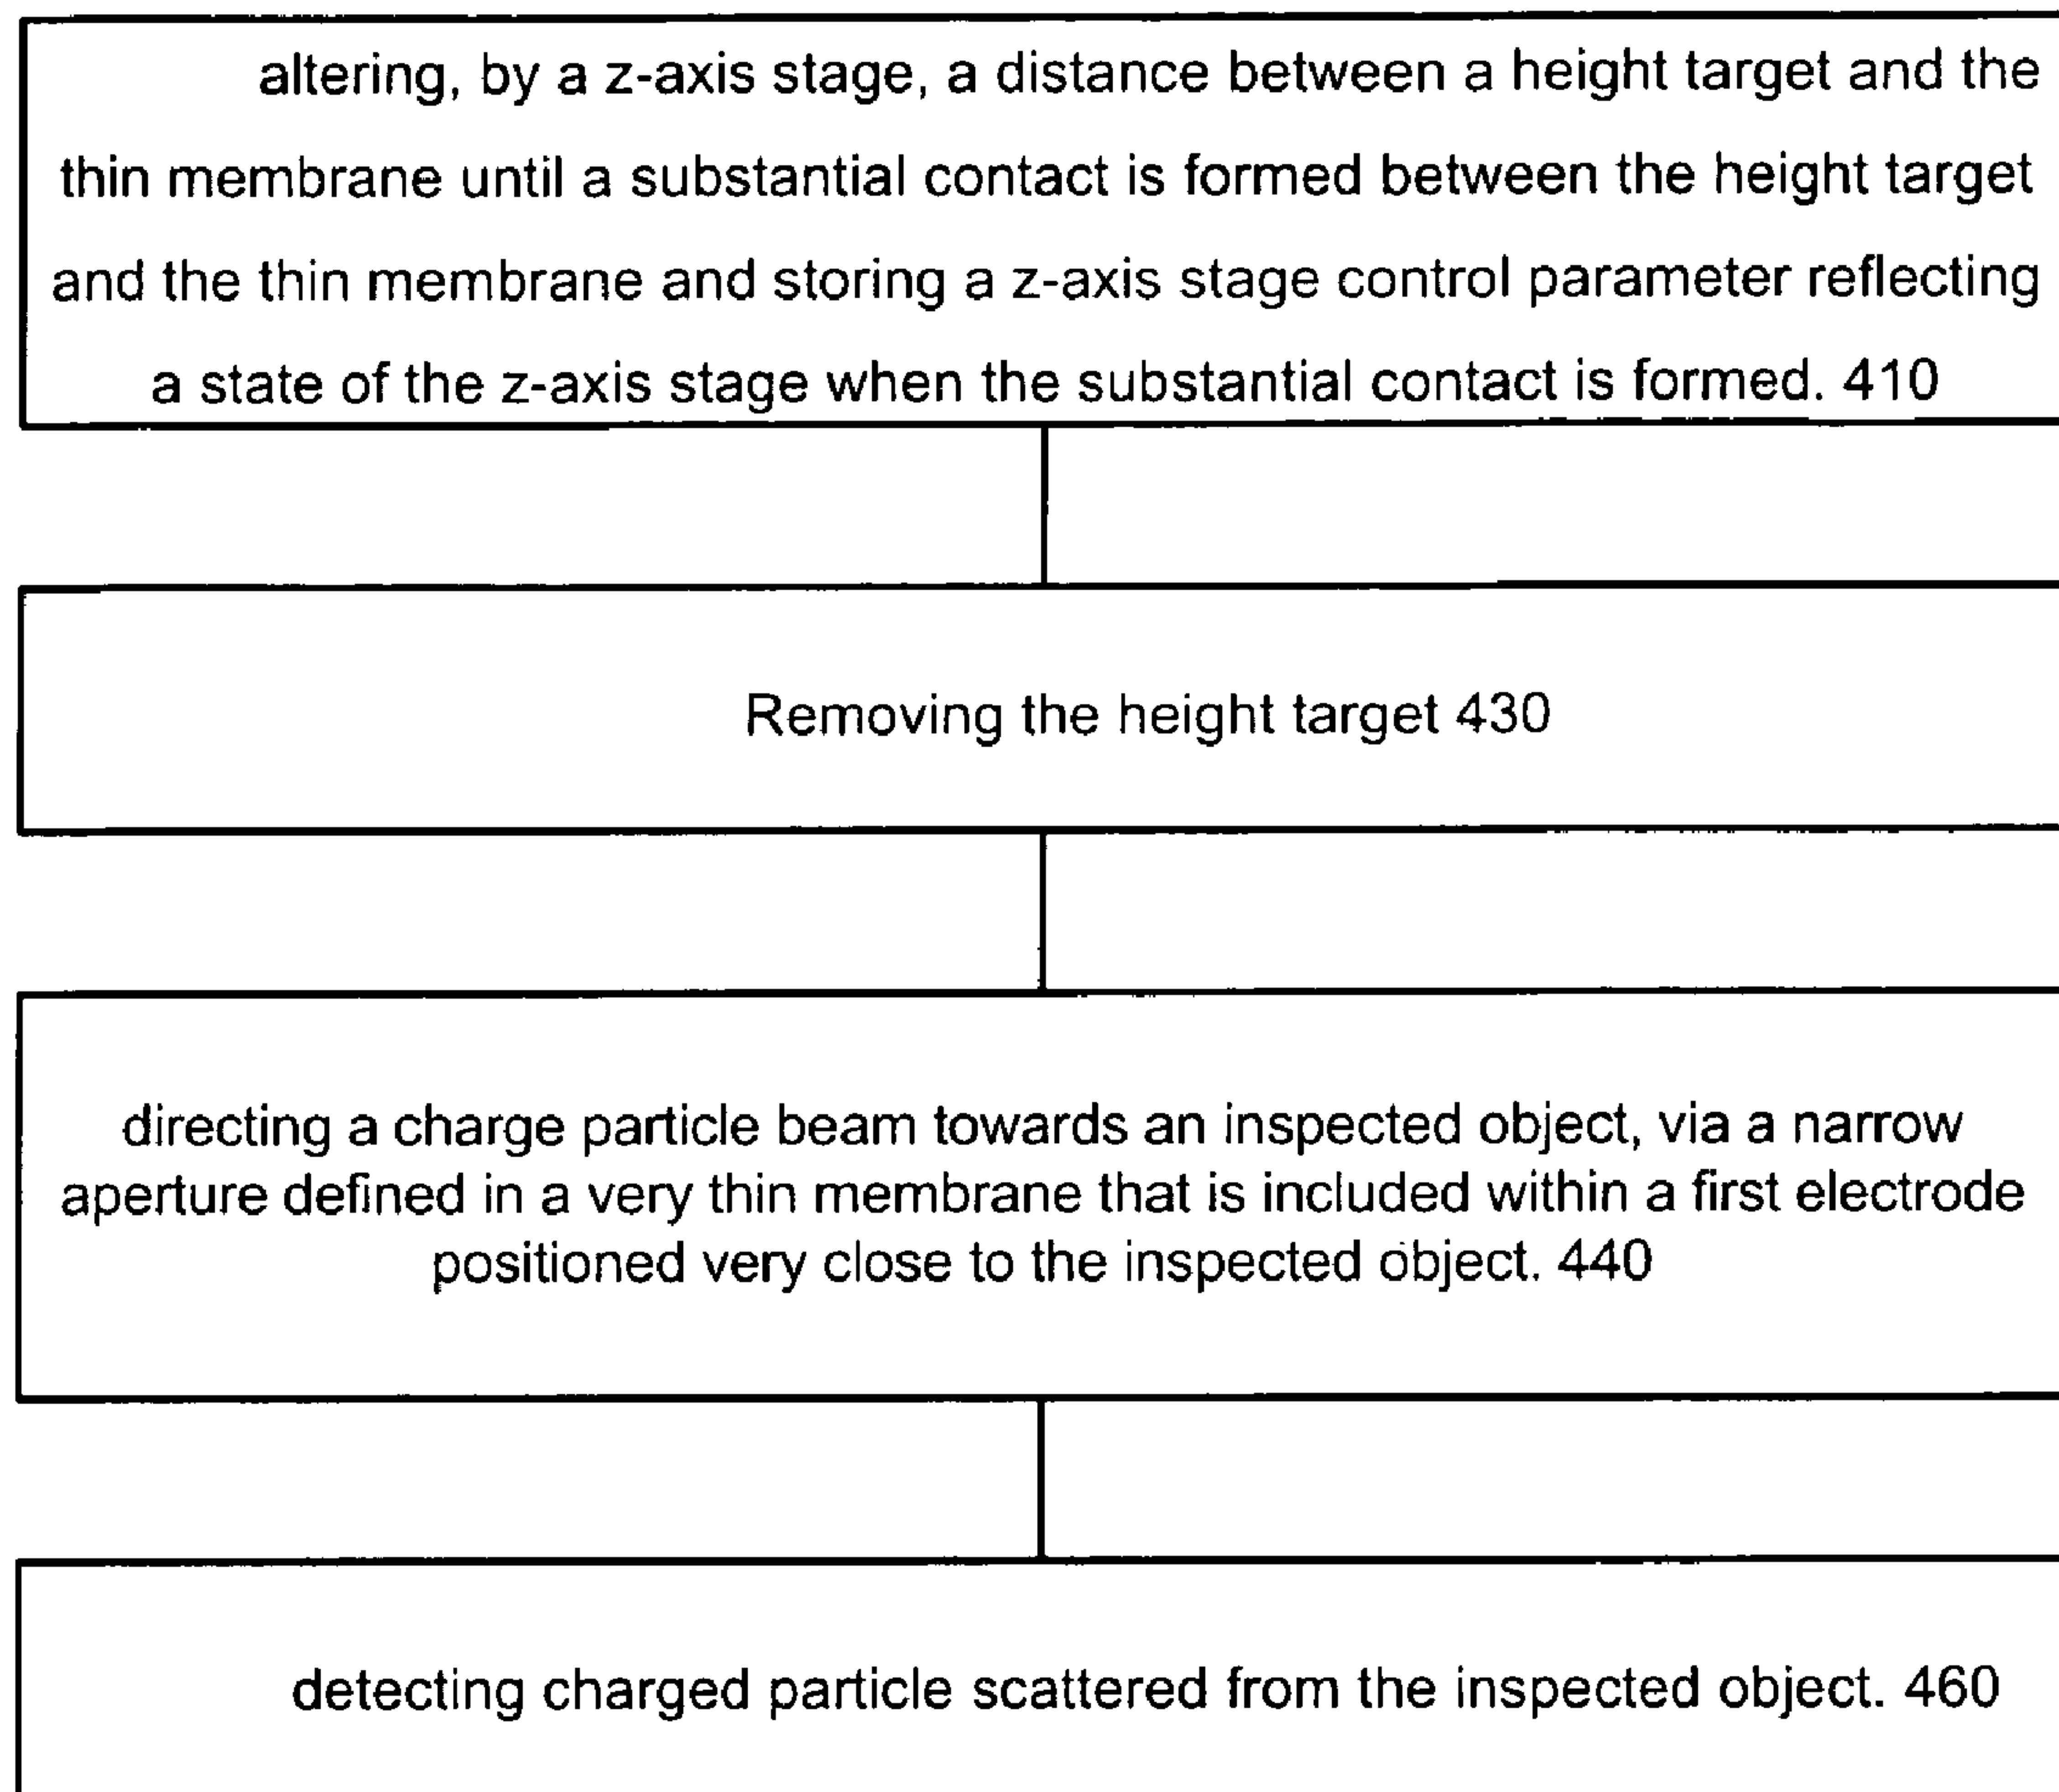 altering, by a z-axis stage, a distance between a height target and the
thin membrane until a substantial contact is formed between the height target
and the thin membrane and storing a z-axis stage control parameter reflecting
a state of the z-axis stage when the substantial contact is formed. 410
Removing the height target 430
directing a charge particle beam towards an inspected object, via a narrow
aperture defined in a very thin membrane that is included within a first electrode
positioned very close to the inspected object. 440
detecting charged particle scattered from the inspected object. 460